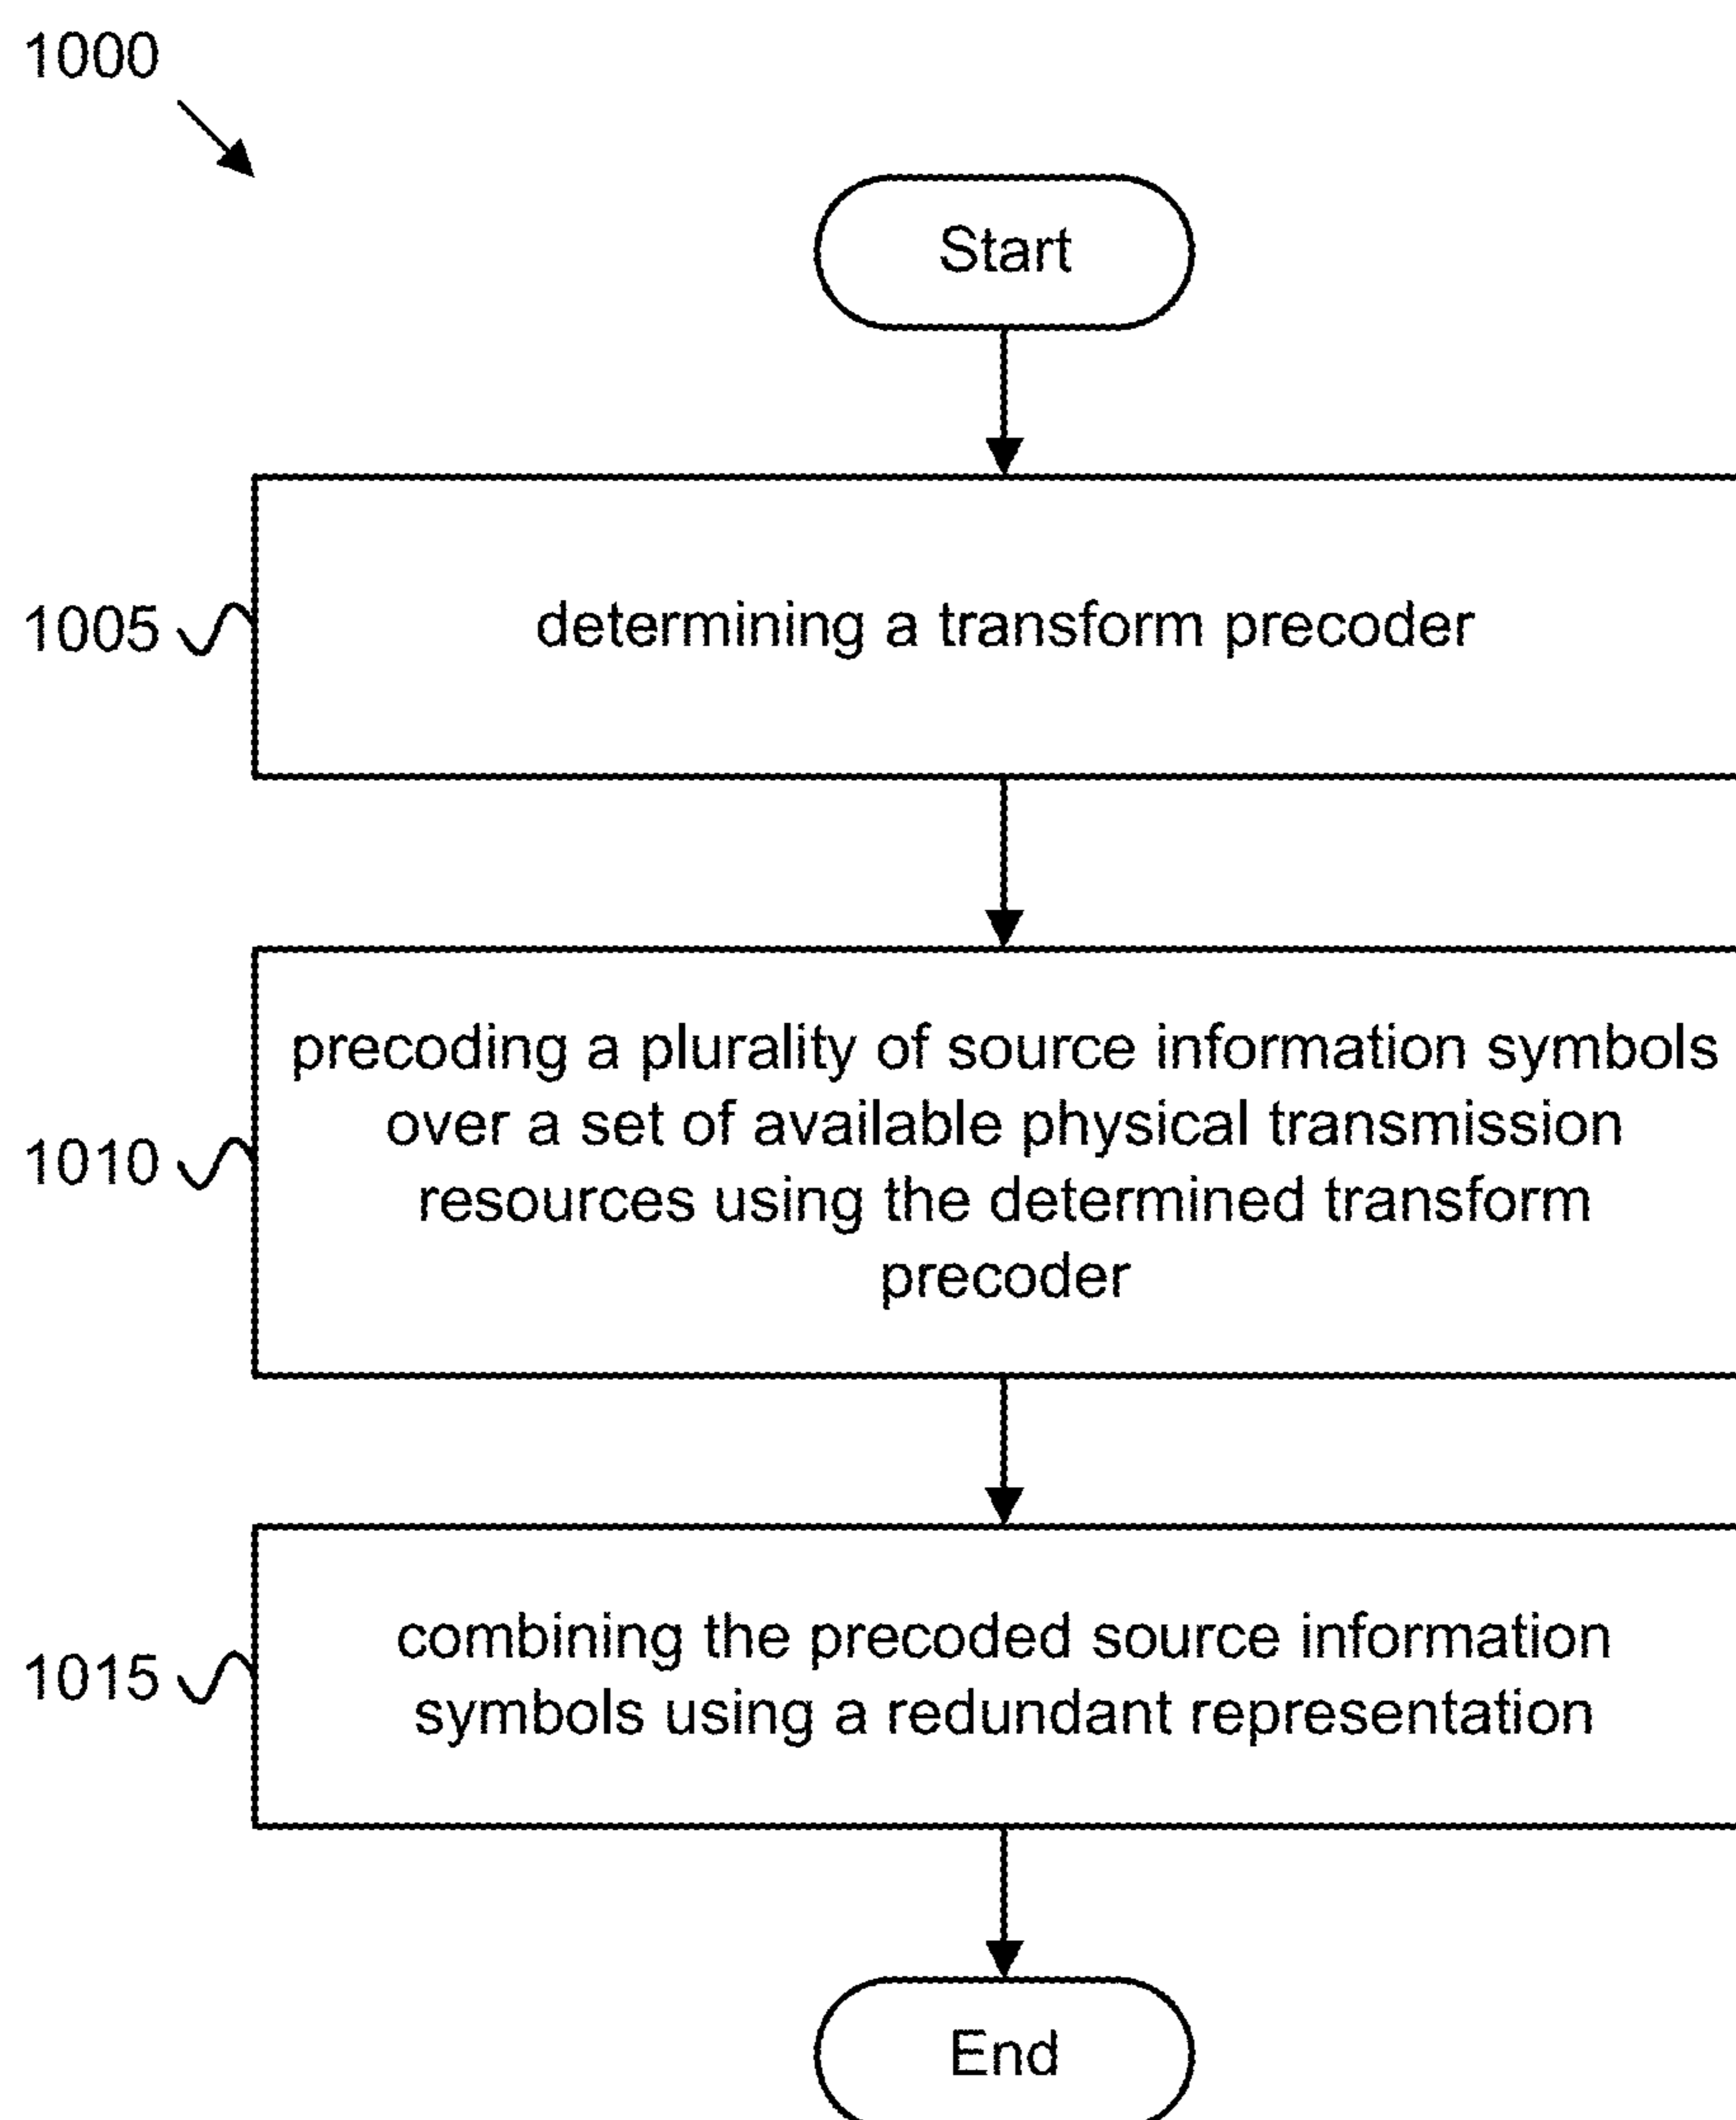 1000
Start
1005
determining a transform precoder
1010
precoding a plurality of source information symbols
over a set of available physical transmission
resources using the determined transform
precoder
1015
combining the precoded source information
symbols using a redundant representation
End